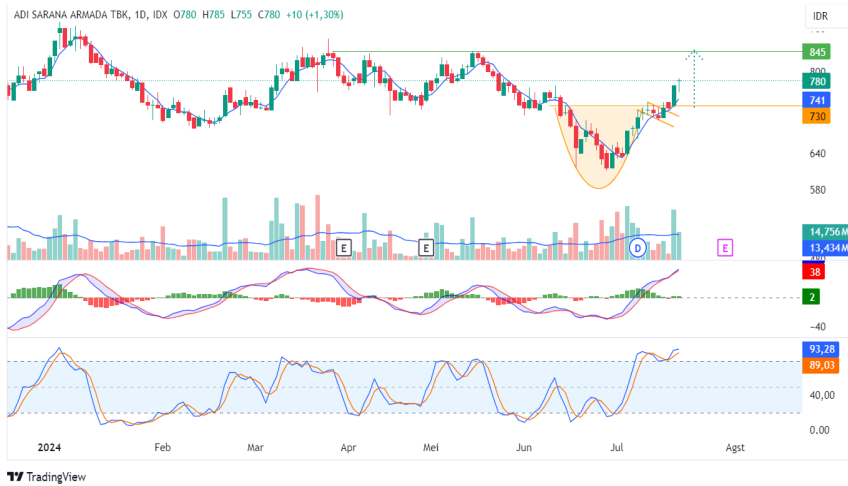 ADI SARANA ARMADA TBK, 1D, IDX O780 H785 L755 C780 +10 (+1,30%)
IDR
845
800
780
741
730
640
580
E
E
D
E
14,756M
13,434M
38
2
−40
93,28
89,03
40,00
0.00
2024 Feb Mar Apr Mei Jun Jul Agst
TradingView